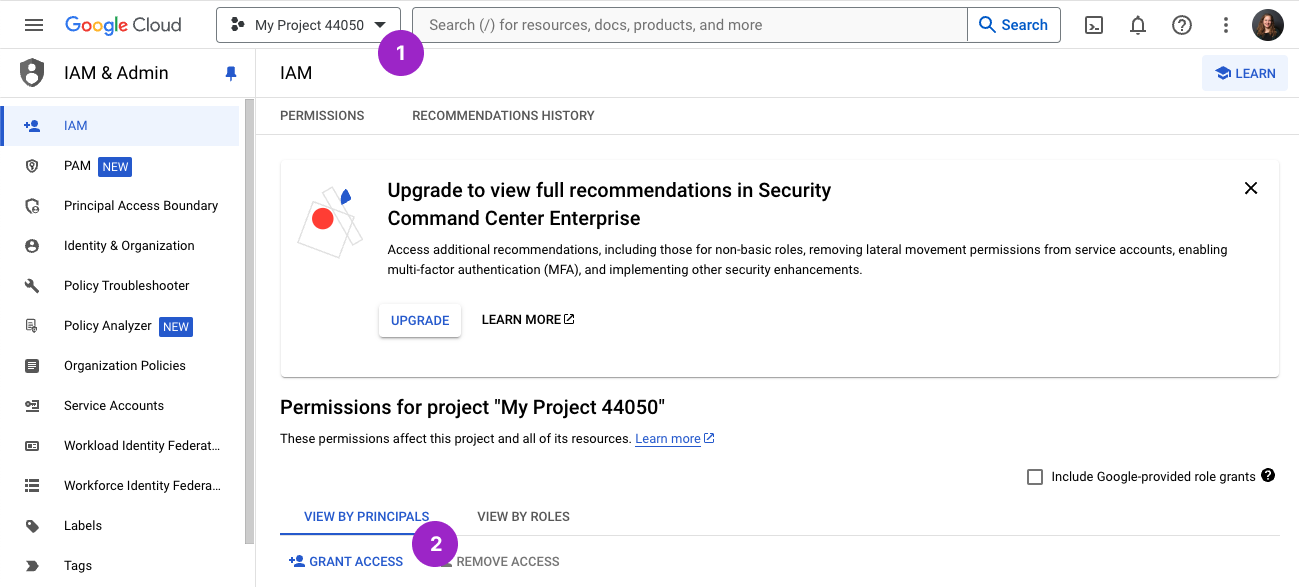 Google Cloud
My Project 44050
Search (/) for resources, docs, products, and more
Search
1
IAM & Admin
IAM
LEARN
PERMISSIONS
RECOMMENDATIONS HISTORY
IAM
PAM NEW
Principal Access Boundary
Identity & Organization
Policy Troubleshooter
Policy Analyzer NEW
Organization Policies
Service Accounts
Workload Identity Federat...
Workforce Identity Federa...
Labels
Tags
Upgrade to view full recommendations in Security
Command Center Enterprise
Access additional recommendations, including those for non-basic roles, removing lateral movement permissions from service accounts, enabling
multi-factor authentication (MFA), and implementing other security enhancements.
UPGRADE
LEARN MORE
Permissions for project "My Project 44050"
These permissions affect this project and all of its resources. Learn more
Include Google-provided role grants
VIEW BY PRINCIPALS
VIEW BY ROLES
2
GRANT ACCESS
REMOVE ACCESS